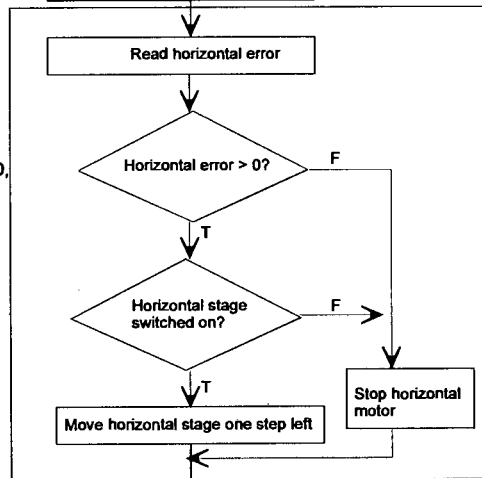 Read horizontal error
Horizontal error > 0?
F
T
Horizontal stage
switched on?
F
T
Stop horizontal
motor
Move horizontal stage one step left